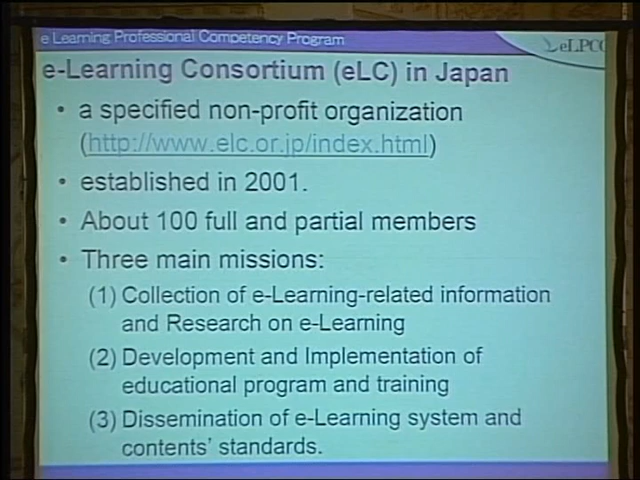 e Learning Professional Competency Program
eLPCO
e-Learning Consortium (eLC) in Japan
• a specified non-profit organization
(http://www.elc.or.jp/index.html)
• established in 2001.
• About 100 full and partial members
• Three main missions:
(1) Collection of e-Learning-related information
and Research on e-Learning
(2) Development and Implementation of
educational program and training
(3) Dissemination of e-Learning system and
contents' standards.